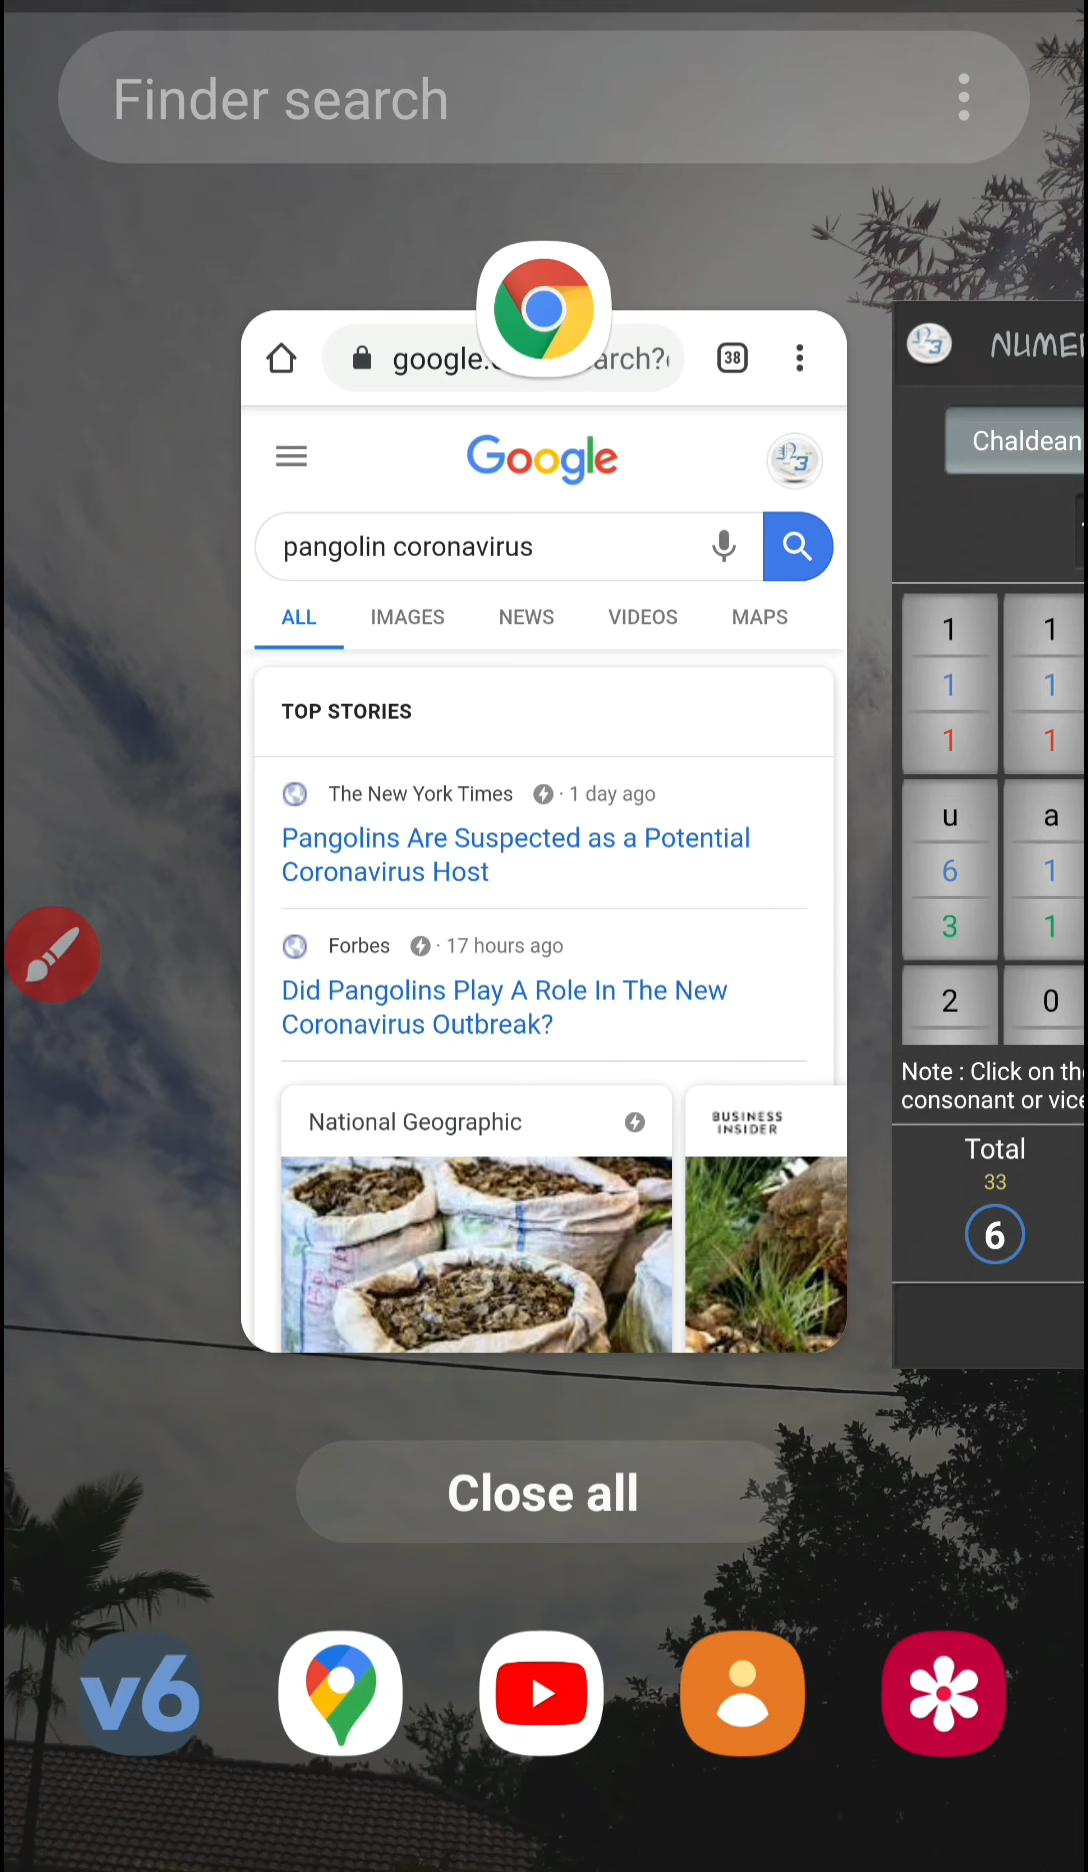 Finder search
google.
arch?
38
Google
pangolin coronavirus
ALL IMAGES NEWS VIDEOS MAPS
TOP STORIES
The New York Times · 1 day ago
Pangolins Are Suspected as a Potential
Coronavirus Host
Forbes · 17 hours ago
Did Pangolins Play A Role In The New
Coronavirus Outbreak?
National Geographic
BUSINESS
INSIDER
NUME
Chaldean
1 1
1 1
1 1
u a
6 1
3 1
2 0
Note : Click on th
consonant or vice
Total
33
6
Close all
v6